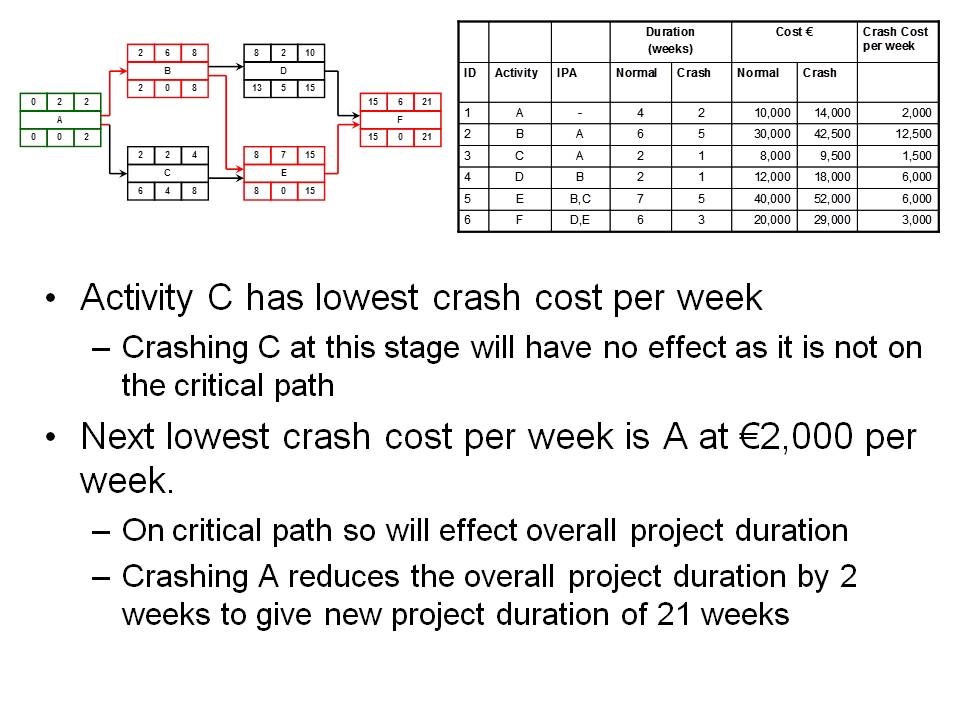 2 6 8
B
2 0 8
8 2 10
D
13 5 15
0 2 2
A
0 0 2
15 6 21
F
15 0 21
2 2 4
C
6 4 8
8 7 15
E
8 0 15
Duration (weeks) Cost € Crash Cost per week
ID Activity IPA Normal Crash Normal Crash
1 A - 4 2 10,000 14,000 2,000
2 B A 6 5 30,000 42,500 12,500
3 C A 2 1 8,000 9,500 1,500
4 D B 2 1 12,000 18,000 6,000
5 E B,C 7 5 40,000 52,000 6,000
6 F D,E 6 3 20,000 29,000 3,000
• Activity C has lowest crash cost per week
– Crashing C at this stage will have no effect as it is not on
the critical path
• Next lowest crash cost per week is A at €2,000 per
week.
– On critical path so will effect overall project duration
– Crashing A reduces the overall project duration by 2
weeks to give new project duration of 21 weeks